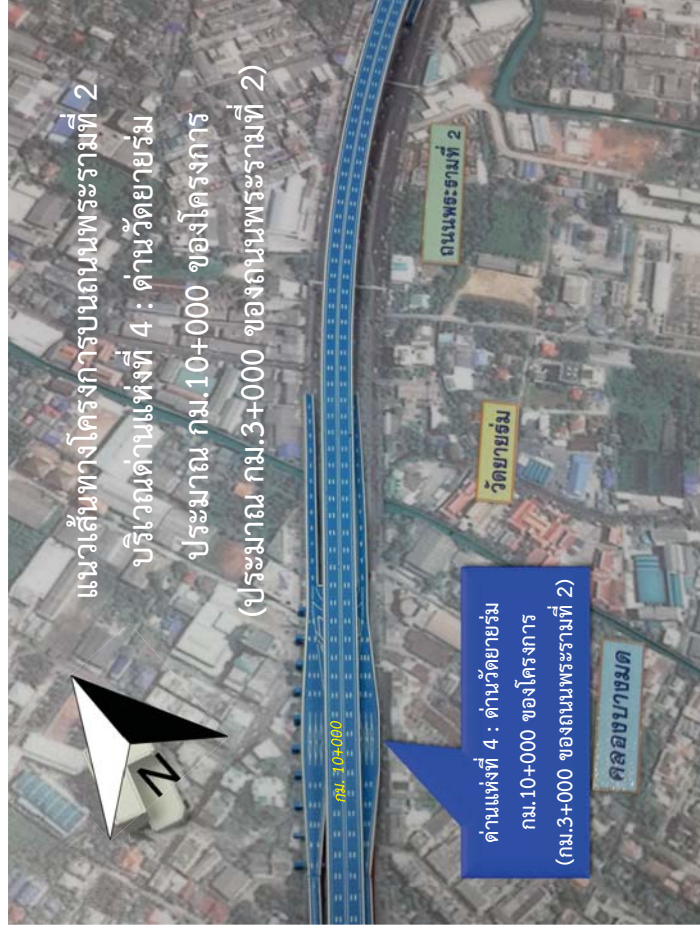 แนวเส้นทางโครงการบนถนนพระรามที่ 2
บริเวณด่านแห่งที่ 4 : ด่านวัดยายร่ม
ประมาณ กม.10+000 ของโครงการ
(ประมาณ กม.3+000 ของถนนพระรามที่ 2)
N
ถนนพระรามที่ 2
วัดยายร่ม
กม. 10+000
ด่านแห่งที่ 4 : ด่านวัดยายร่ม
กม.10+000 ของโครงการ
(กม.3+000 ของถนนพระรามที่ 2)
คลองบางมด